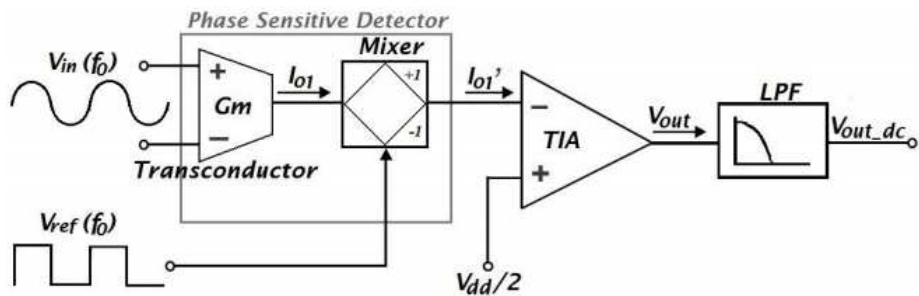 Phase Sensitive Detector
Mixer
V_in (f_0)
+
Gm
−
Transconductor
I_o1
+1
-1
I_o1'
−
TIA
+
V_out
LPF
V_out_dc
V_ref (f_0)
V_dd/2